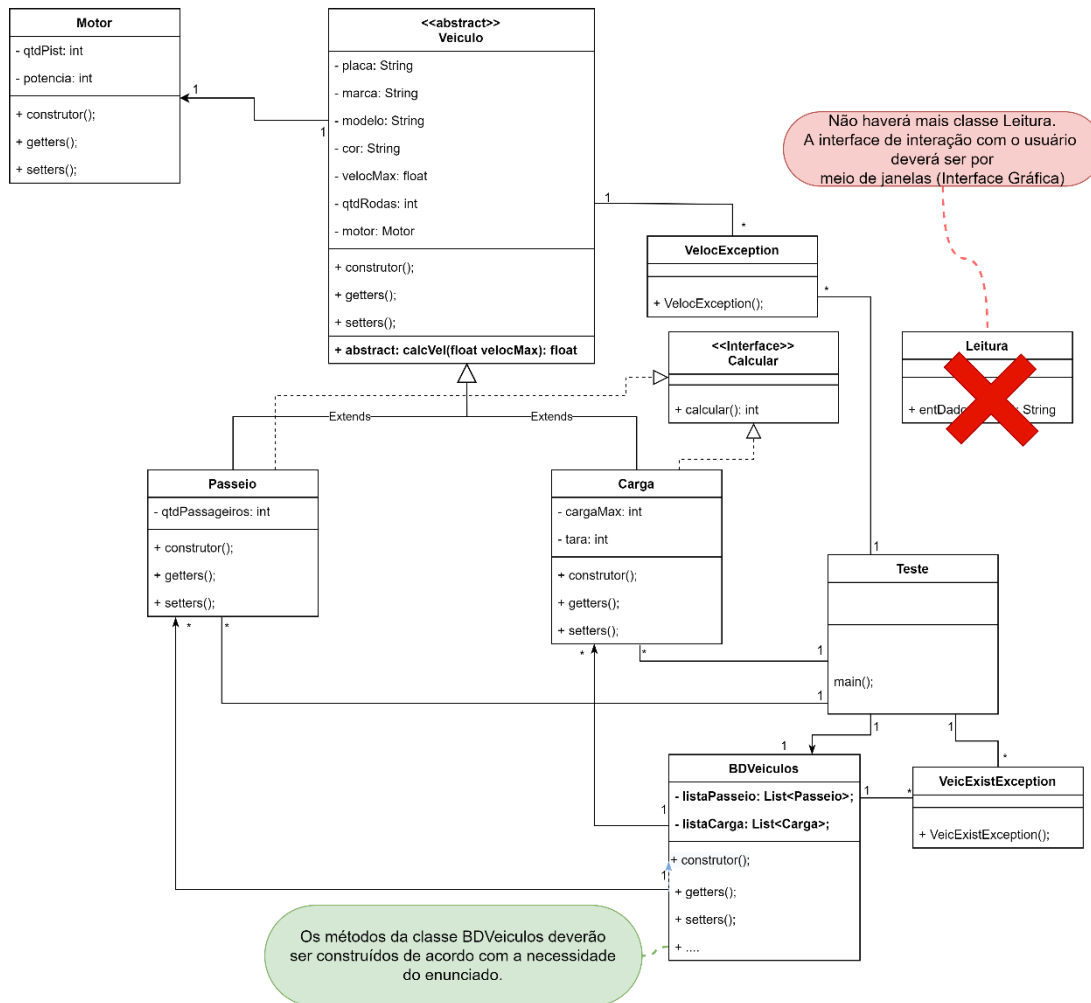 Motor
- qtdPist: int
- potencia: int
+ construtor();
+ getters();
+ setters();
<<abstract>>
Veiculo
- placa: String
- marca: String
- modelo: String
- cor: String
- velocMax: float
- qtdRodas: int
- motor: Motor
+ construtor();
+ getters();
+ setters();
+ abstract: calcVel(float velocMax): float
1
1
Não haverá mais classe Leitura.
A interface de interação com o usuário
deverá ser por
meio de janelas (Interface Gráfica)
1
*
VelocException
+ VelocException();
*
<<Interface>>
Calcular
+ calcular(): int
Leitura
+ entDado
String
Extends
Extends
Passeio
- qtdPassageiros: int
+ construtor();
+ getters();
+ setters();
*
*
Carga
- cargaMax: int
- tara: int
+ construtor();
+ getters();
+ setters();
*
*
1
Teste
main();
1
1
1
1
1
*
BDVeiculos
- listaPasseio: List<Passeio>;
- listaCarga: List<Carga>;
+ construtor();
+ getters();
+ setters();
+ ....
1
1
1
*
VeicExistException
+ VeicExistException();
Os métodos da classe BDVeiculos deverão
ser construídos de acordo com a necessidade
do enunciado.